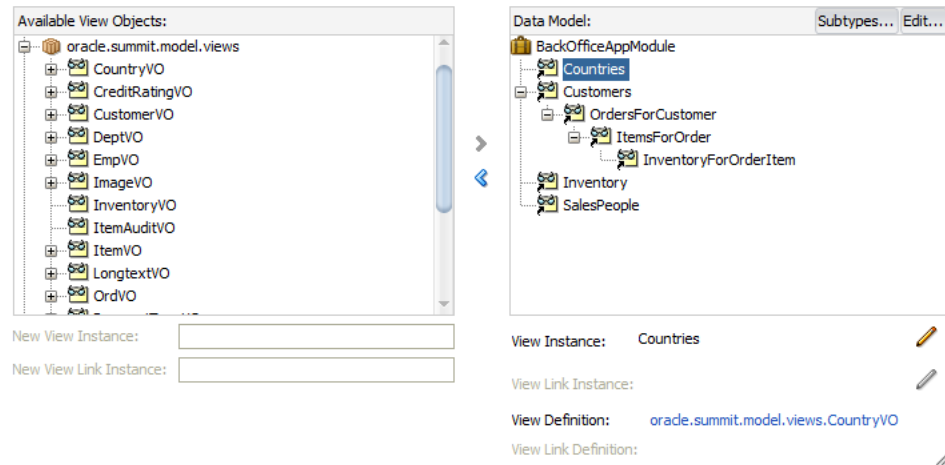 Available View Objects:
oracle.summit.model.views
CountryVO
CreditRatingVO
CustomerVO
DeptVO
EmpVO
ImageVO
InventoryVO
ItemAuditVO
ItemVO
LongtextVO
OrdVO
New View Instance:
New View Link Instance:
Data Model:
Subtypes... Edit...
BackOfficeAppModule
Countries
Customers
OrdersForCustomer
ItemsForOrder
InventoryForOrderItem
Inventory
SalesPeople
View Instance: Countries
View Link Instance:
View Definition: oracle.summit.model.views.CountryVO
View Link Definition: